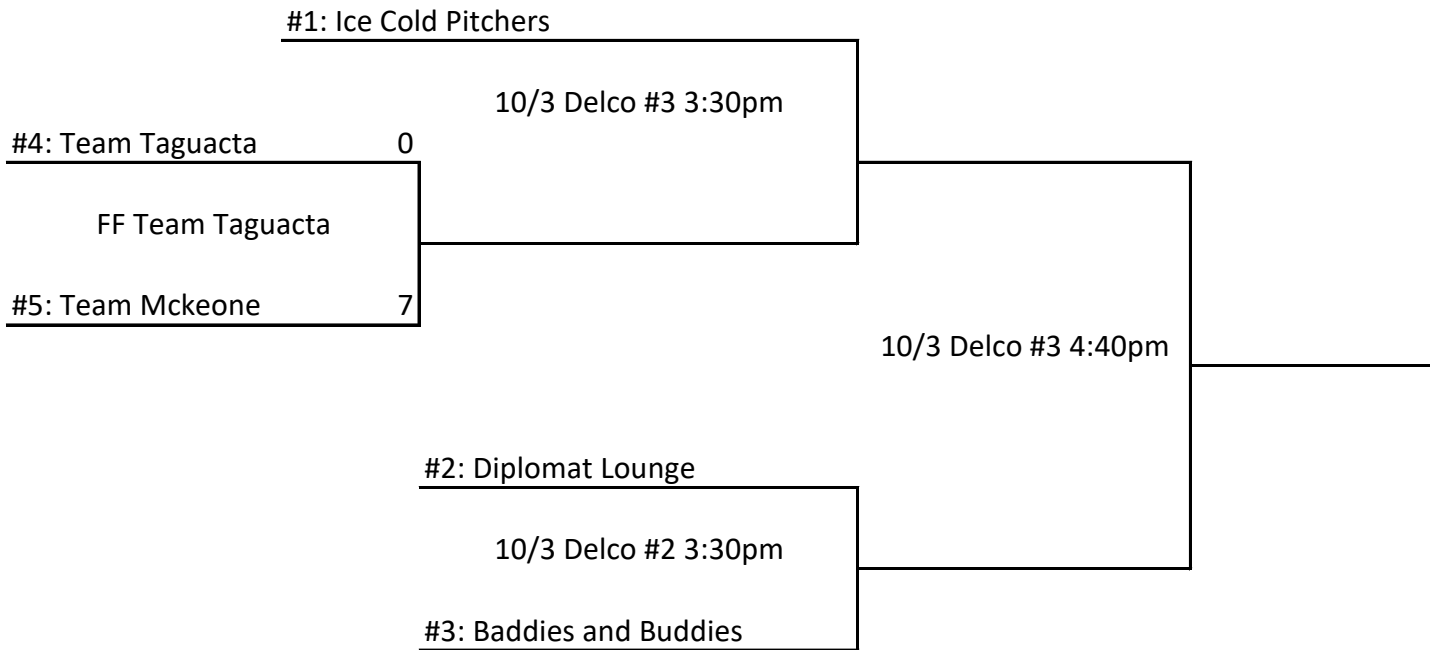 #1: Ice Cold Pitchers
10/3 Delco #3 3:30pm
#4: Team Taguacta 0
FF Team Taguacta
#5: Team Mckeone 7
10/3 Delco #3 4:40pm
#2: Diplomat Lounge
10/3 Delco #2 3:30pm
#3: Baddies and Buddies